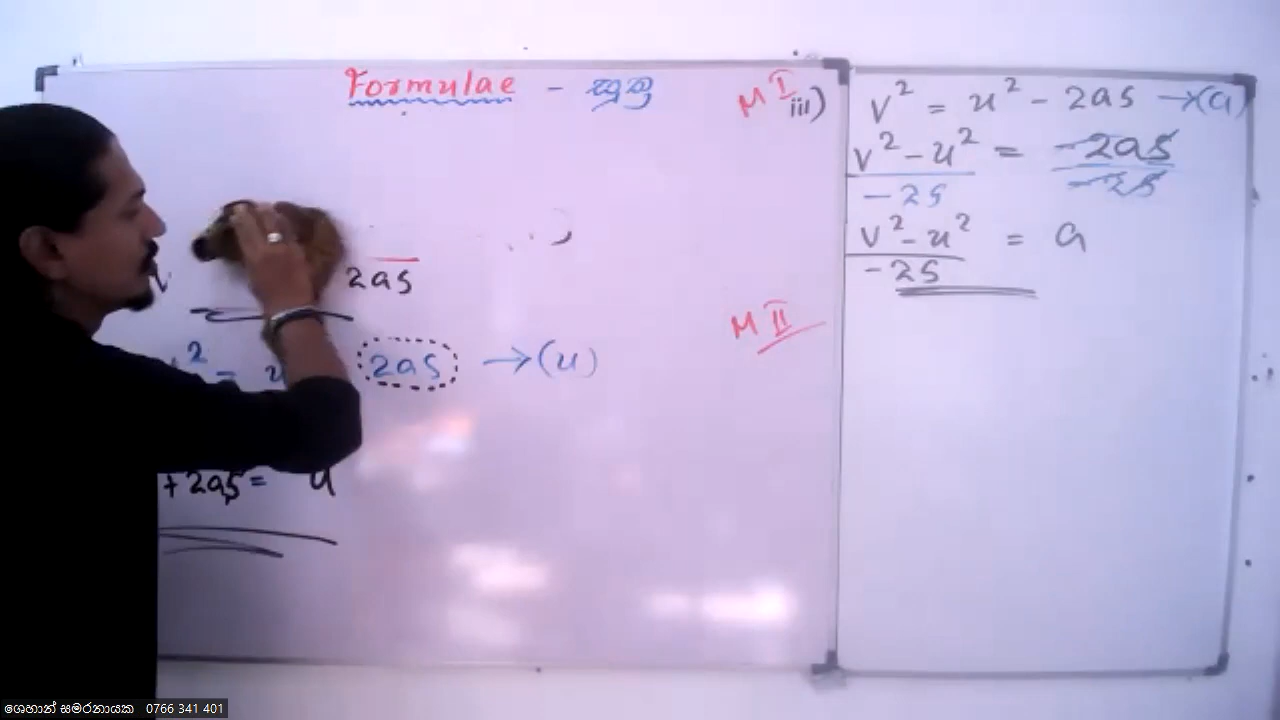 Formulae - සූත්‍ර
2as
2as →(u)
+ 2as = u
M I
iii)
M II
v² = u² - 2as →(a)
v² - u² = -2as
-2s -2s
v² - u² = a
-2s
ශෙහාන් සමරනායක 0766 341 401